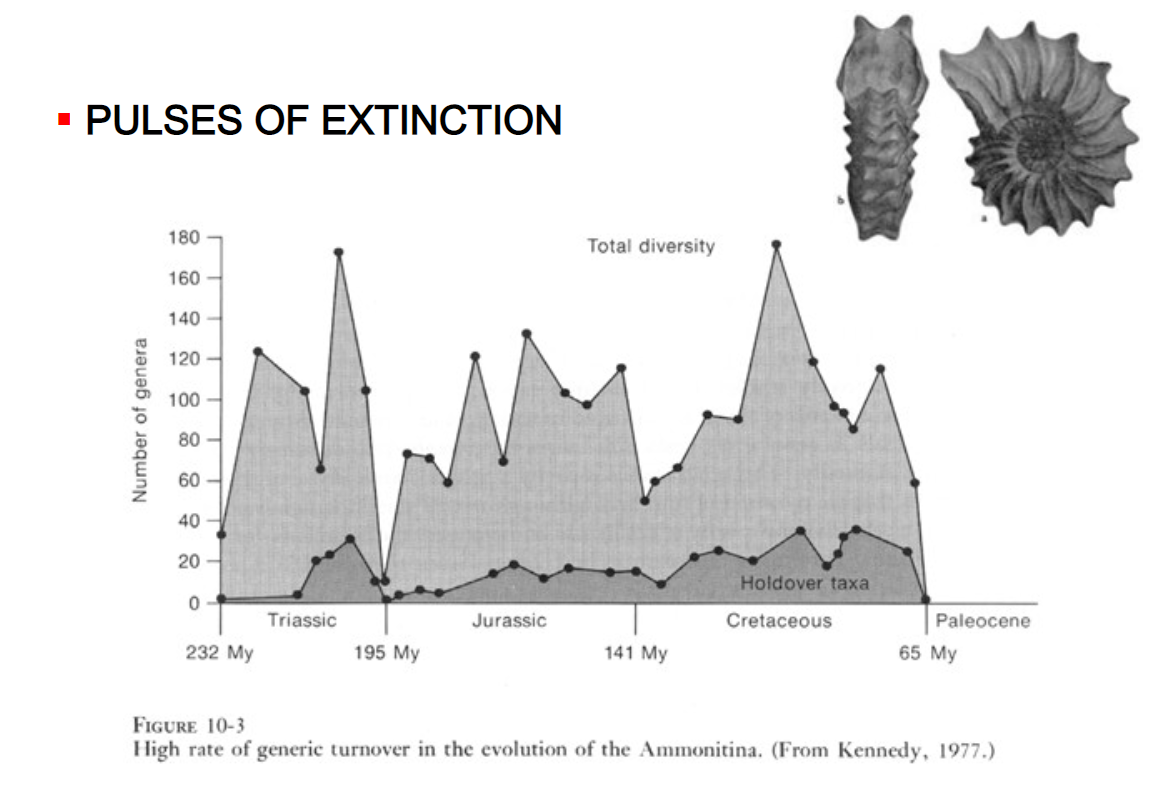 PULSES OF EXTINCTION
b
a
Total diversity
Number of genera
180
160
140
120
100
80
60
40
20
0
Holdover taxa
Triassic
Jurassic
Cretaceous
Paleocene
232 My
195 My
141 My
65 My
FIGURE 10-3
High rate of generic turnover in the evolution of the Ammonitina. (From Kennedy, 1977.)